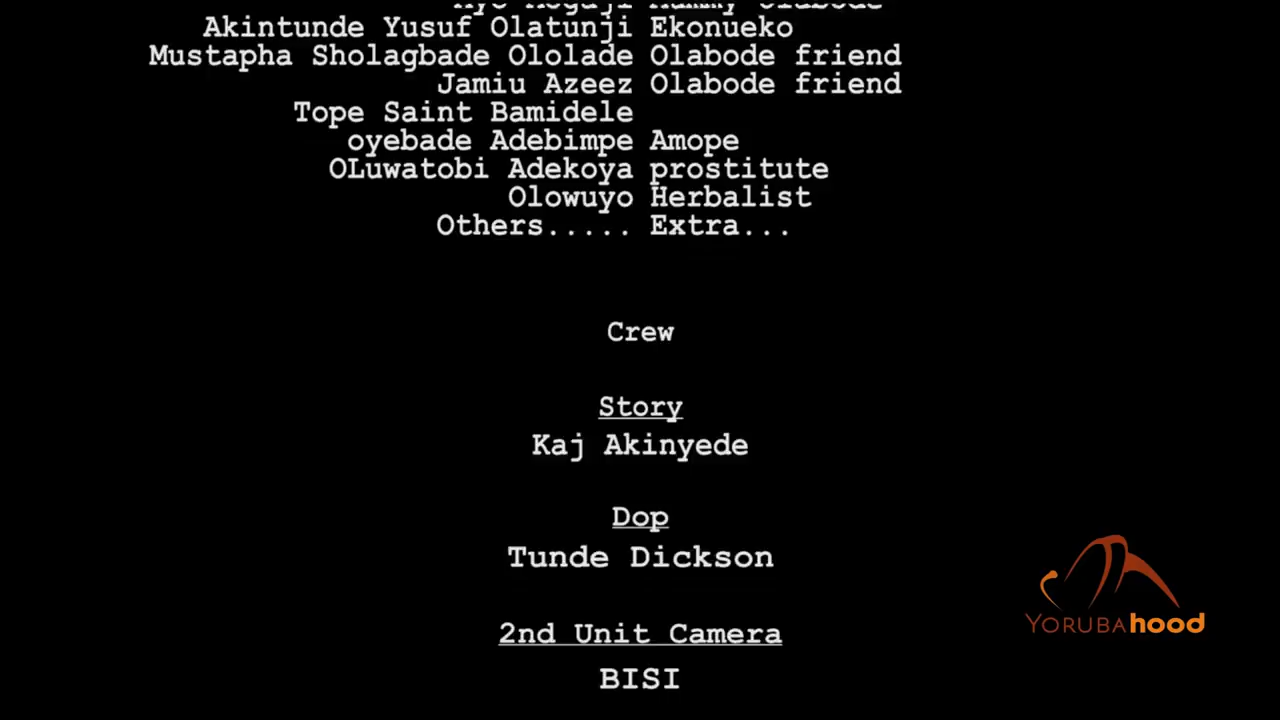 Akintunde Yusuf Olatunji Ekonueko
Mustapha Sholagbade Ololade Olabode friend
Jamiu Azeez Olabode friend
Tope Saint Bamidele
oyebade Adebimpe Amope
OLuwatobi Adekoya prostitute
Olowuyo Herbalist
Others..... Extra...
Crew
Story
Kaj Akinyede
Dop
Tunde Dickson
2nd Unit Camera
BISI
YORUBAhood